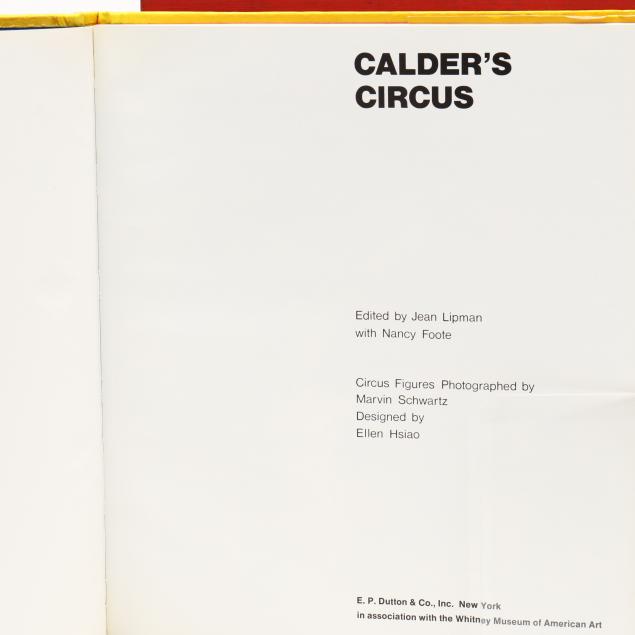 CALDER'S
CIRCUS
Edited by Jean Lipman
with Nancy Foote
Circus Figures Photographed by
Marvin Schwartz
Designed by
Ellen Hsiao
E. P. Dutton & Co., Inc. New York
in association with the Whitney Museum of American Art